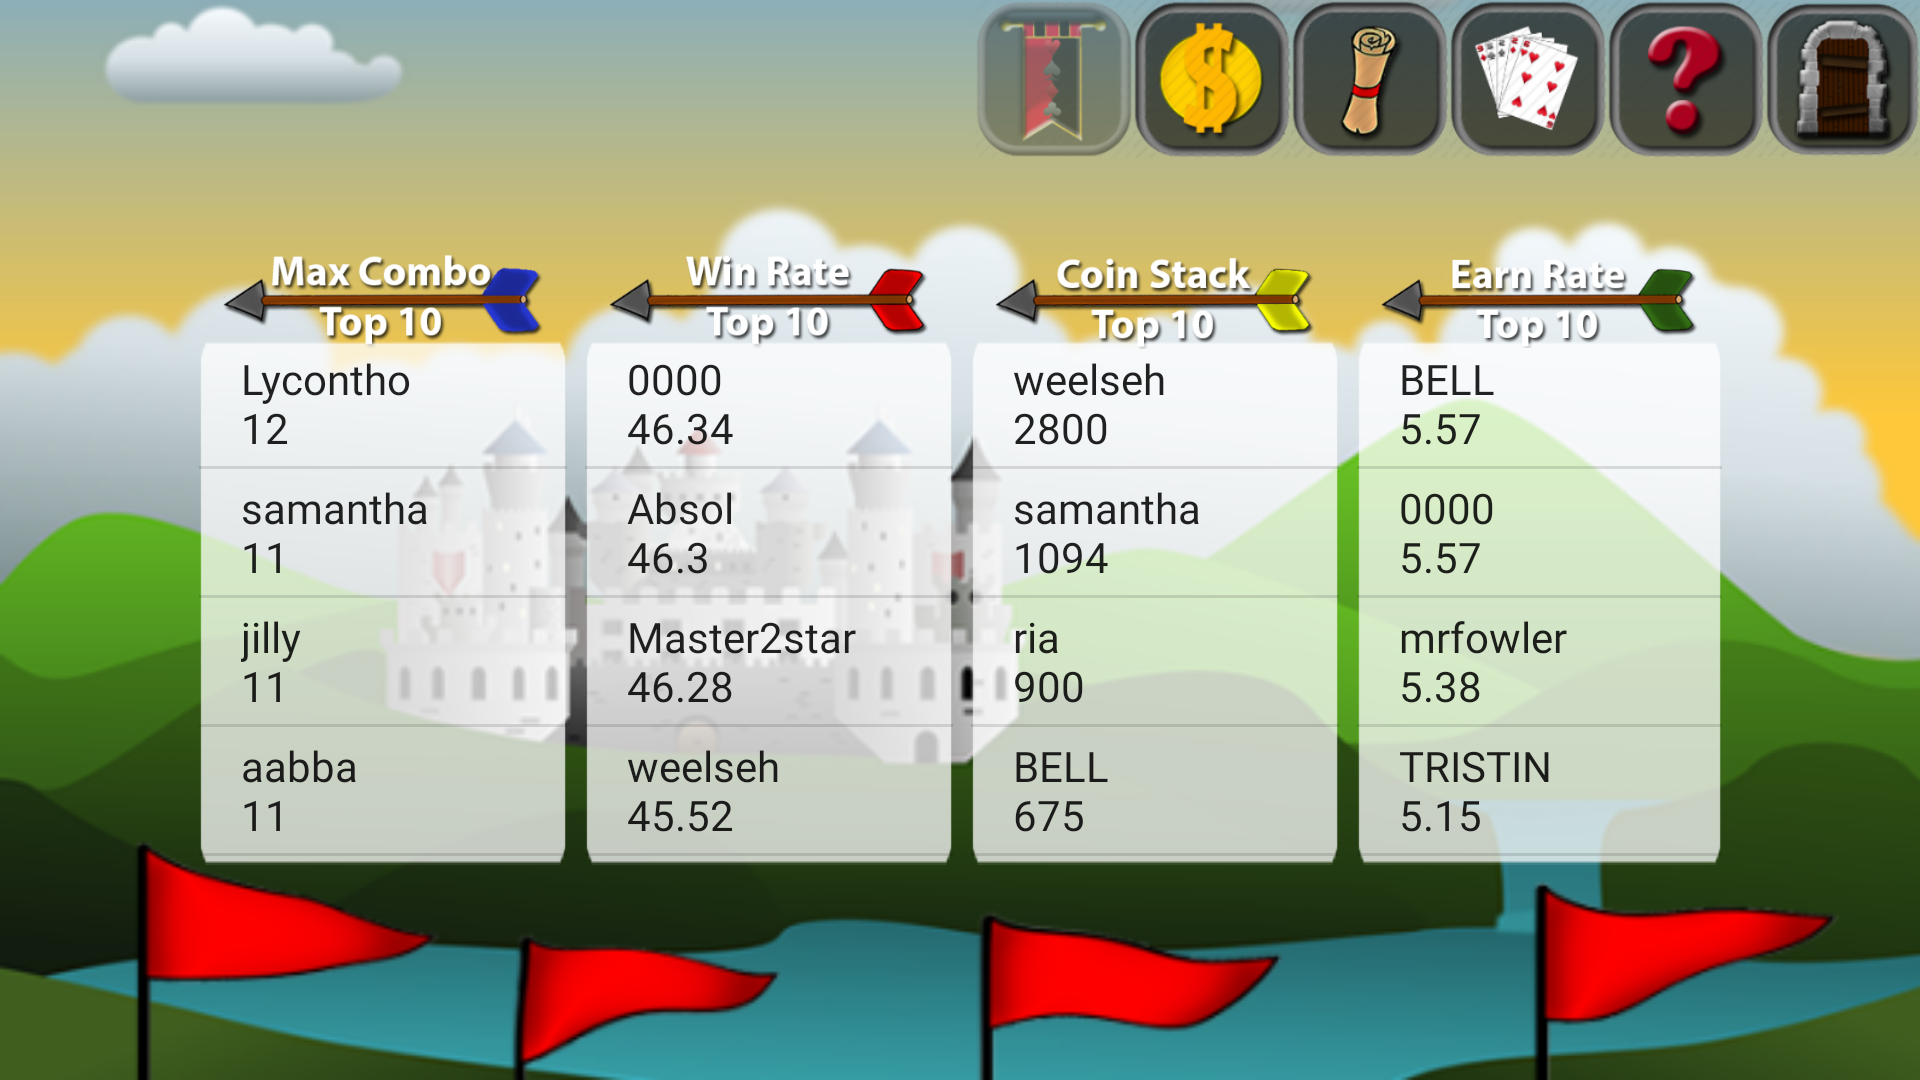 Max Combo
Top 10
Lycontho
12
samantha
11
jilly
11
aabba
11
Win Rate
Top 10
0000
46.34
Absol
46.3
Master2star
46.28
weelseh
45.52
Coin Stack
Top 10
weelseh
2800
samantha
1094
ria
900
BELL
675
Earn Rate
Top 10
BELL
5.57
0000
5.57
mrfowler
5.38
TRISTIN
5.15